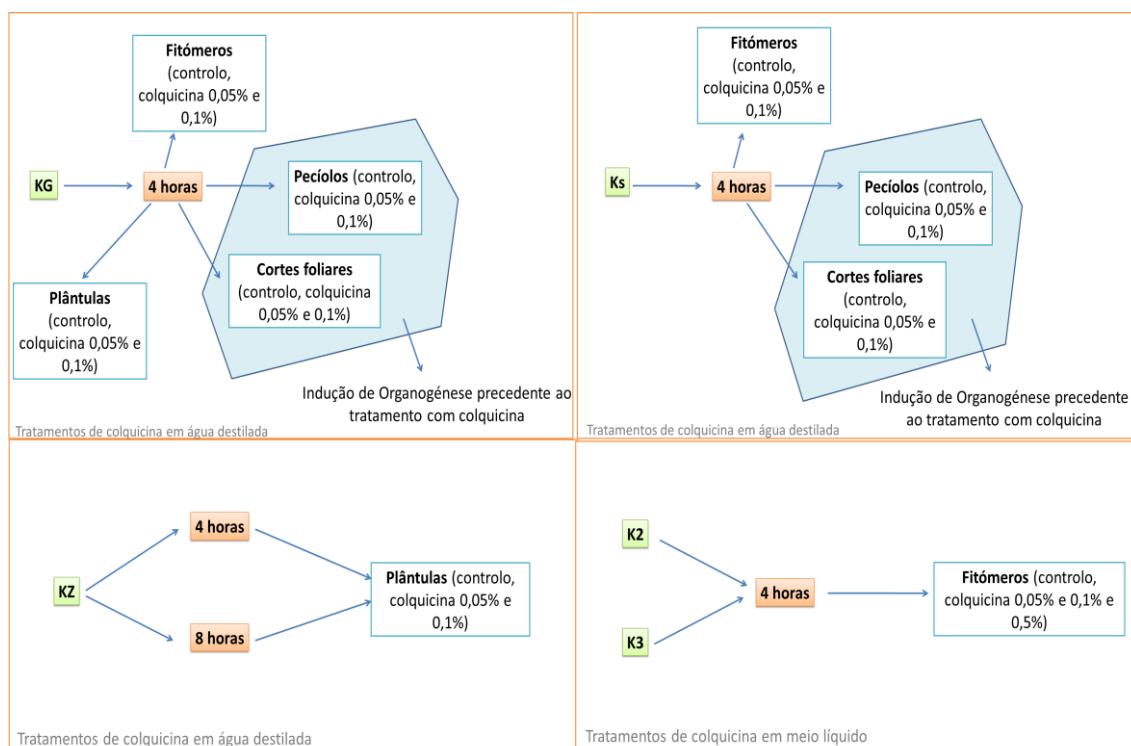 Fitómeros
(controlo,
colquicina 0,05% e
0,1%)
KG
4 horas
Pecíolos (controlo,
colquicina 0,05% e
0,1%)
Plântulas
(controlo,
colquicina 0,05% e
0,1%)
Cortes foliares
(controlo, colquicina
0,05% e 0,1%)
Indução de Organogénese precedente ao
tratamento com colquicina
Tratamentos de colquicina em água destilada
Fitómeros
(controlo,
colquicina 0,05% e
0,1%)
Ks
4 horas
Pecíolos (controlo,
colquicina 0,05% e
0,1%)
Cortes foliares
(controlo,
colquicina 0,05% e
0,1%)
Indução de Organogénese precedente
ao tratamento com colquicina
Tratamentos de colquicina em água destilada
KZ
4 horas
8 horas
Plântulas (controlo,
colquicina 0,05% e
0,1%)
Tratamentos de colquicina em água destilada
K2
K3
4 horas
Fitómeros (controlo,
colquicina 0,05% e 0,1% e
0,5%)
Tratamentos de colquicina em meio líquido